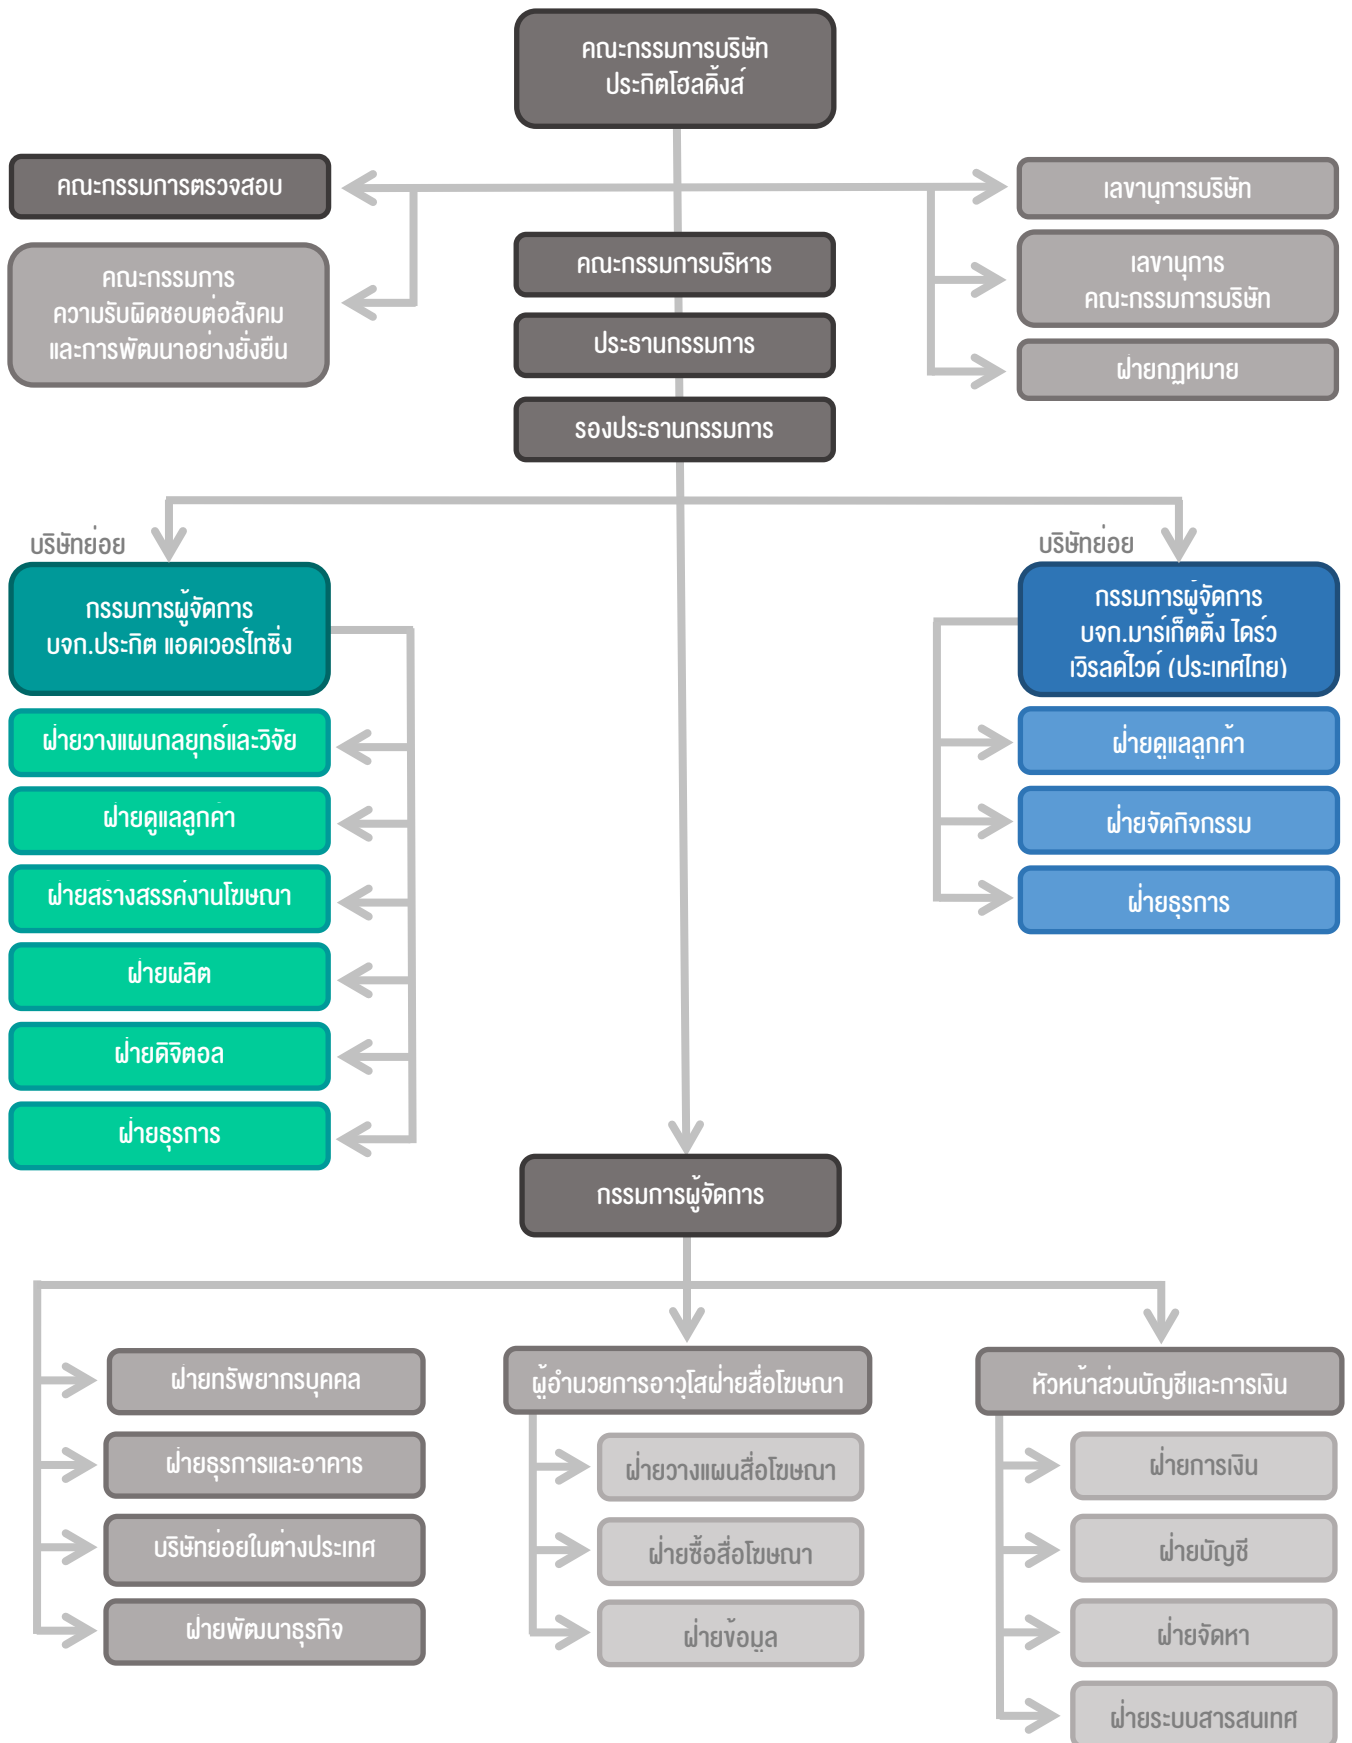 คณะกรรมการบริษัท
ประกิตโฮลดิ้งส์
คณะกรรมการตรวจสอบ
เลขานุการบริษัท
คณะกรรมการ
ความรับผิดชอบต่อสังคม
และการพัฒนาอย่างยั่งยืน
คณะกรรมการบริหาร
เลขานุการ
คณะกรรมการบริษัท
ประธานกรรมการ
ฝ่ายกฎหมาย
รองประธานกรรมการ
บริษัทย่อย
บริษัทย่อย
กรรมการผู้จัดการ
บจก.ประกิต แอดเวอร์ไทซิ่ง
กรรมการผู้จัดการ
บจก.มาร์เก็ตติ้ง ไดร์ว
เวิรลด์ไวด์ (ประเทศไทย)
ฝ่ายวางแผนกลยุทธ์และวิจัย
ฝ่ายดูแลลูกค้า
ฝ่ายสร้างสรรค์งานโฆษณา
ฝ่ายผลิต
ฝ่ายดิจิตอล
ฝ่ายธุรการ
ฝ่ายดูแลลูกค้า
ฝ่ายจัดกิจกรรม
ฝ่ายธุรการ
กรรมการผู้จัดการ
ฝ่ายทรัพยากรบุคคล
ฝ่ายธุรการและอาคาร
บริษัทย่อยในต่างประเทศ
ฝ่ายพัฒนาธุรกิจ
ผู้อำนวยการอาวุโสฝ่ายสื่อโฆษณา
ฝ่ายวางแผนสื่อโฆษณา
ฝ่ายซื้อสื่อโฆษณา
ฝ่ายข้อมูล
หัวหน้าส่วนบัญชีและการเงิน
ฝ่ายการเงิน
ฝ่ายบัญชี
ฝ่ายจัดหา
ฝ่ายระบบสารสนเทศ